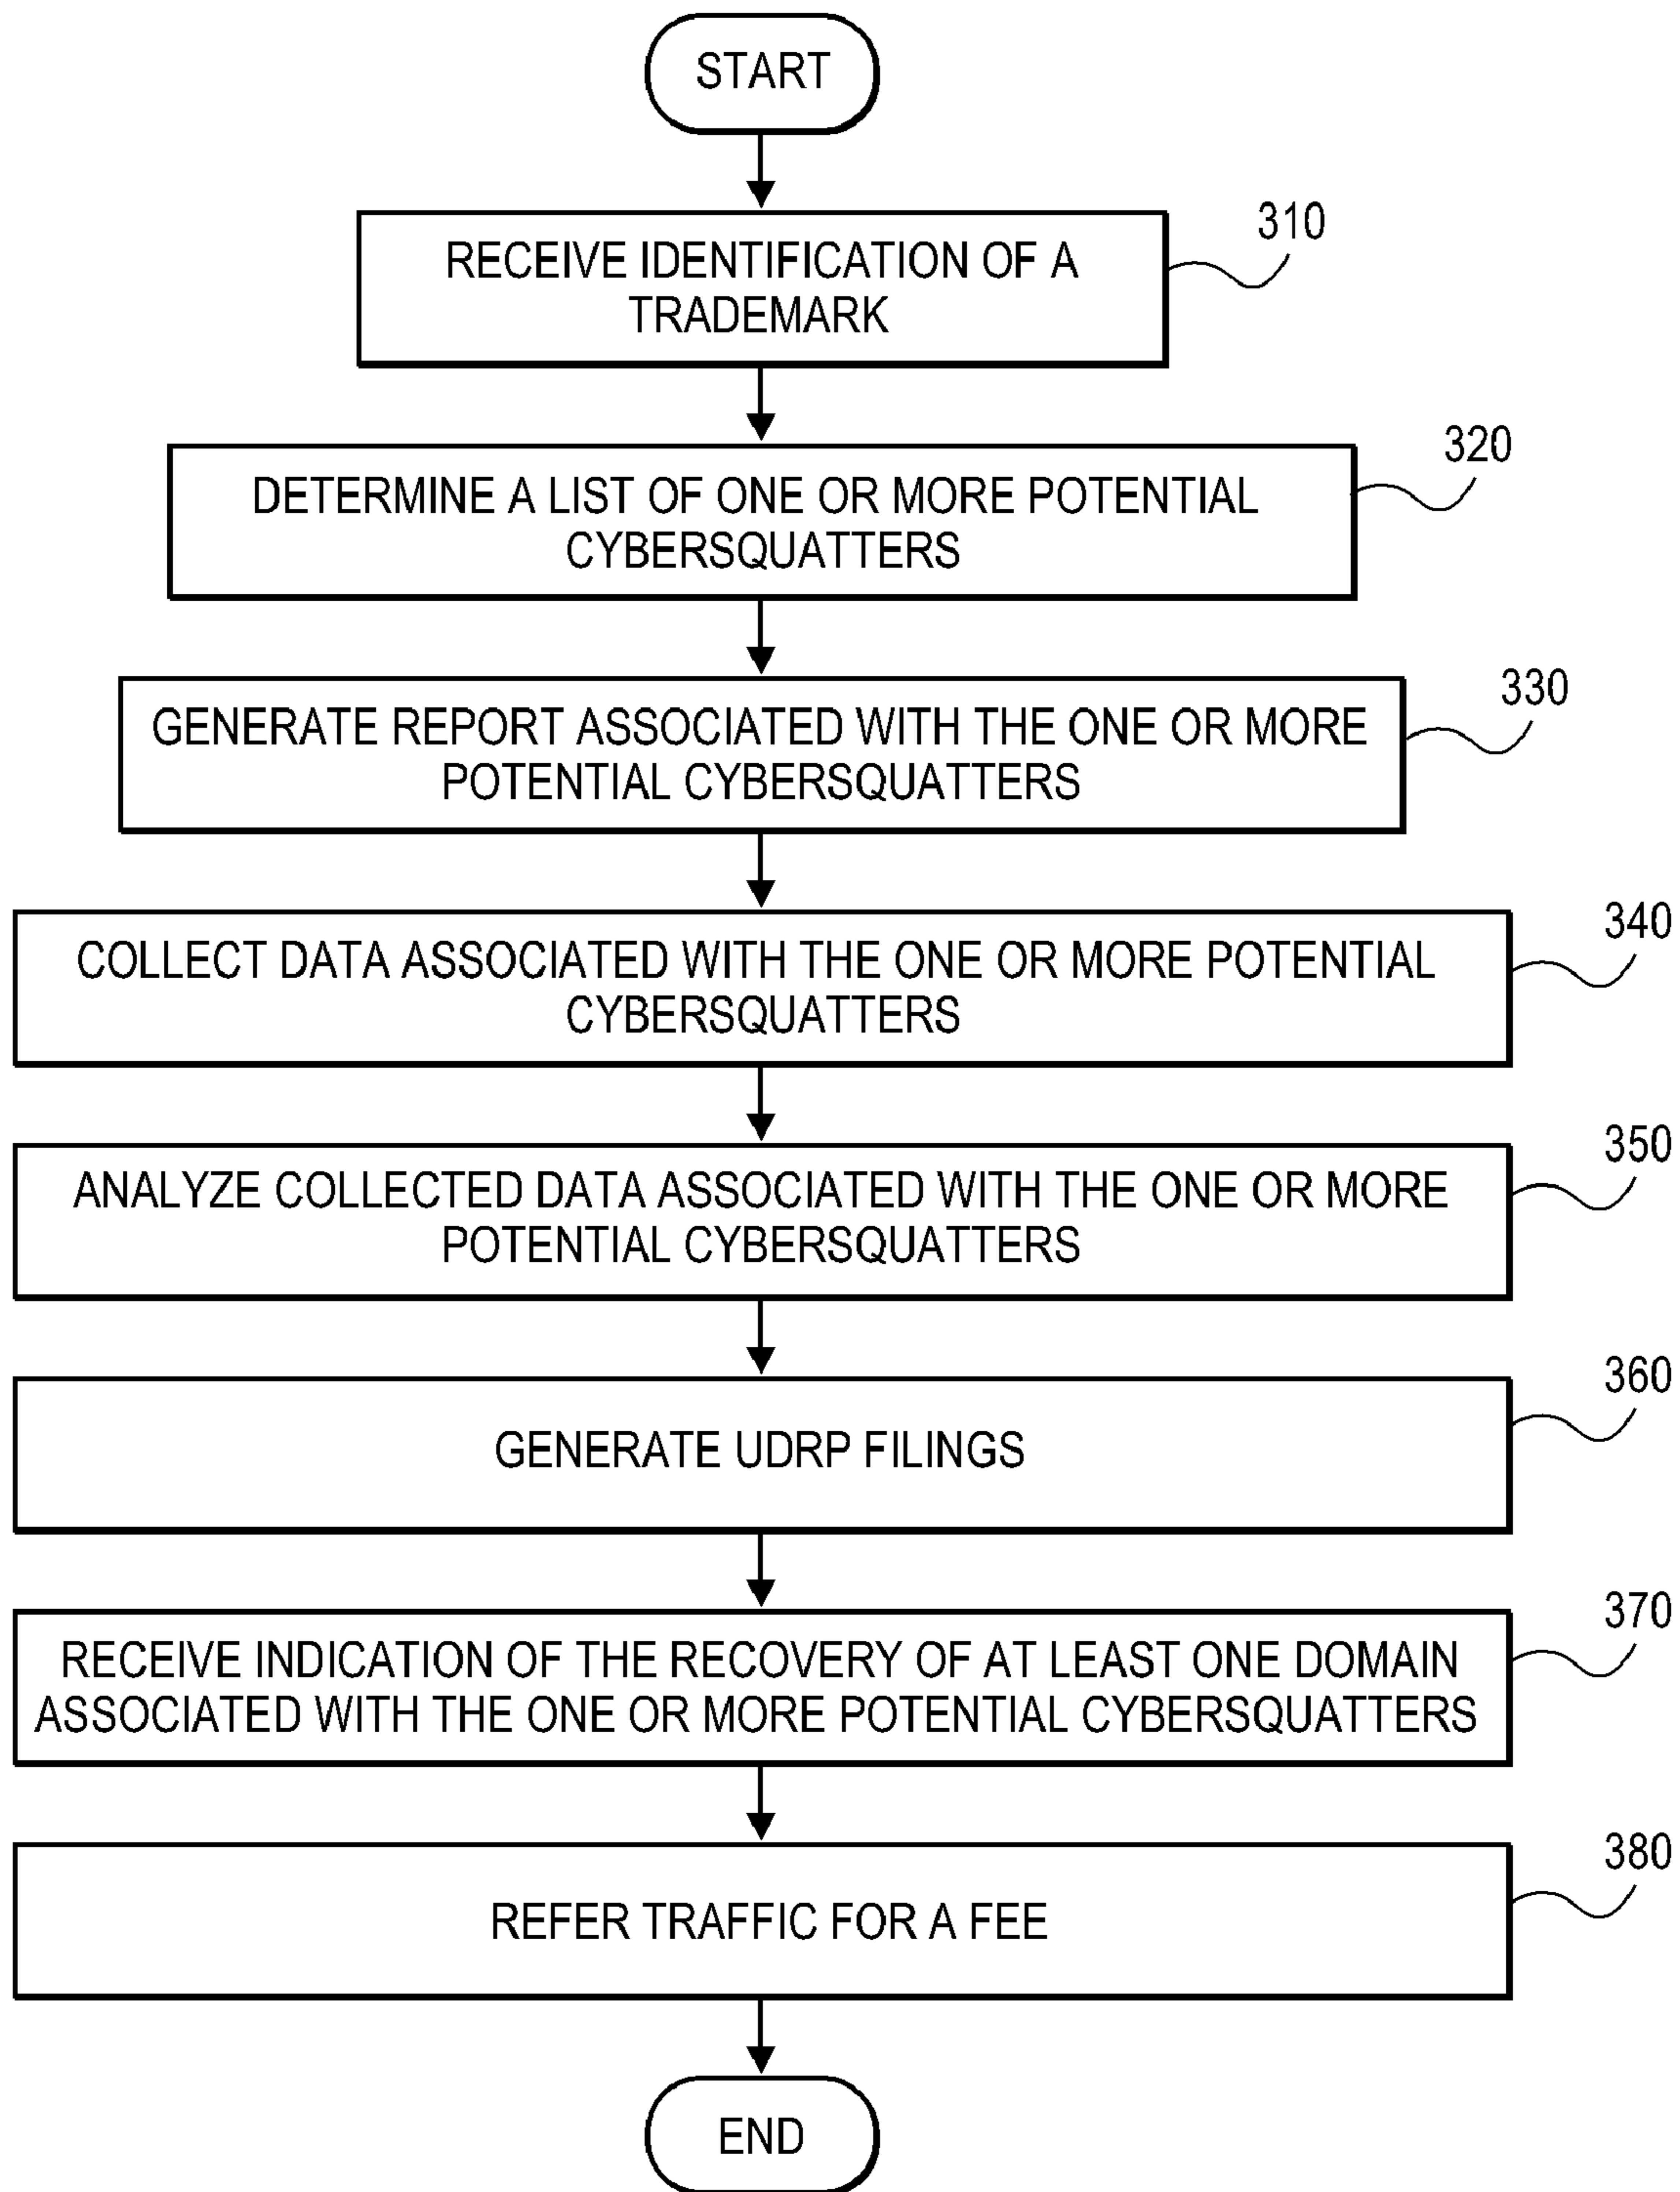 START
310
RECEIVE IDENTIFICATION OF A
TRADEMARK
320
DETERMINE A LIST OF ONE OR MORE POTENTIAL
CYBERSQUATTERS
330
GENERATE REPORT ASSOCIATED WITH THE ONE OR MORE
POTENTIAL CYBERSQUATTERS
340
COLLECT DATA ASSOCIATED WITH THE ONE OR MORE POTENTIAL
CYBERSQUATTERS
350
ANALYZE COLLECTED DATA ASSOCIATED WITH THE ONE OR MORE
POTENTIAL CYBERSQUATTERS
360
GENERATE UDRP FILINGS
370
RECEIVE INDICATION OF THE RECOVERY OF AT LEAST ONE DOMAIN
ASSOCIATED WITH THE ONE OR MORE POTENTIAL CYBERSQUATTERS
380
REFER TRAFFIC FOR A FEE
END